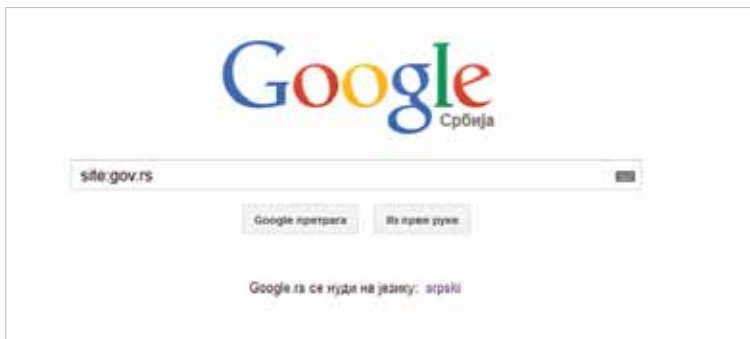 Google
Србија
site:gov.rs
Google претрага Из прве руке
Google.rs се нуди на језику: srpski